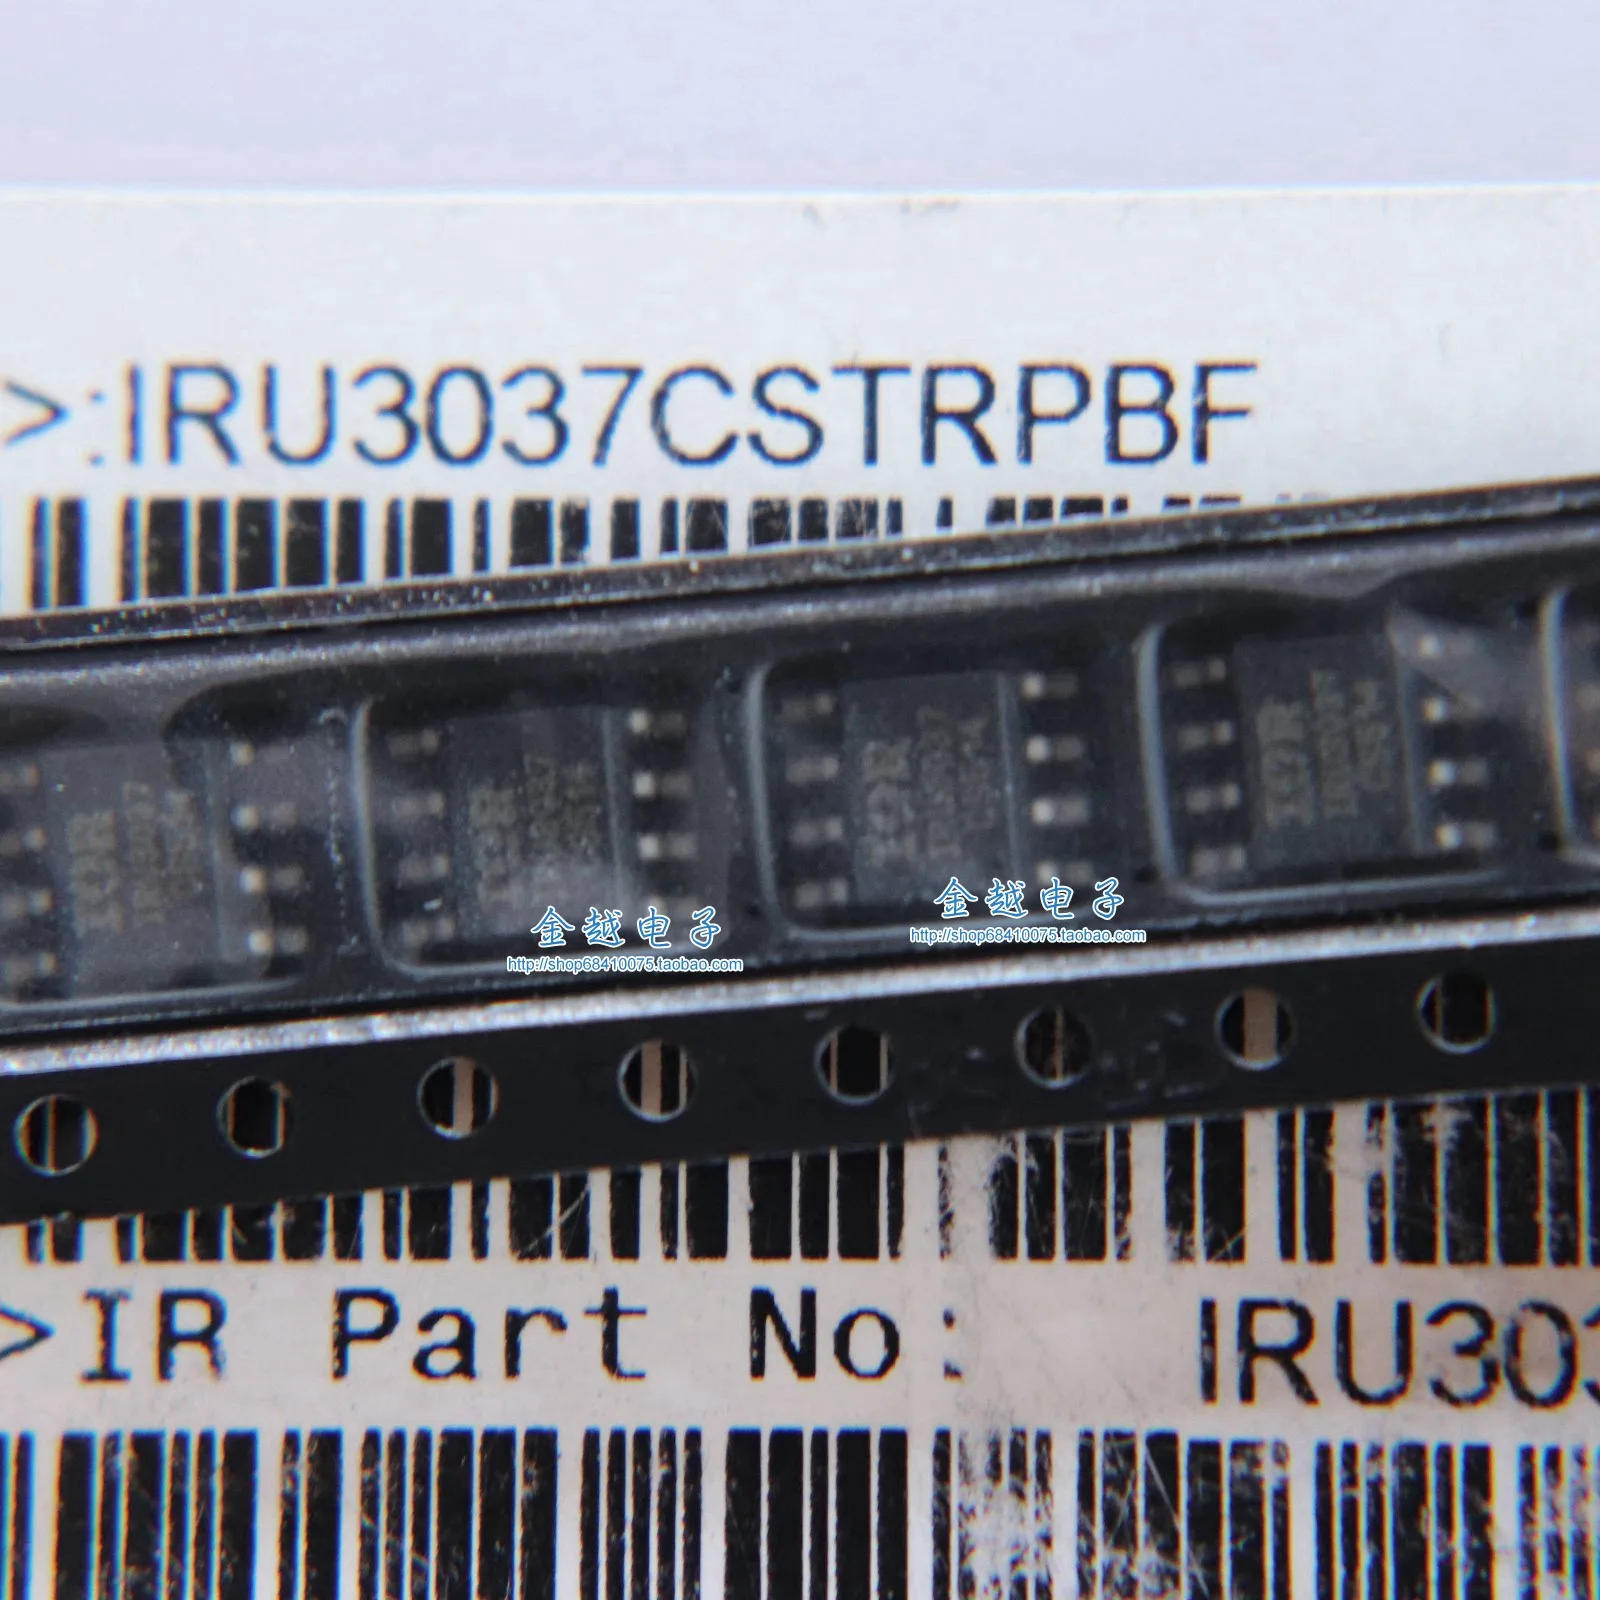 >:IRU3037CSTRPBF
IOR
金越电子
http://shop68410075.taobao.com
金越电子
http://shop68410075.taobao.com
>IR Part No: IRU303